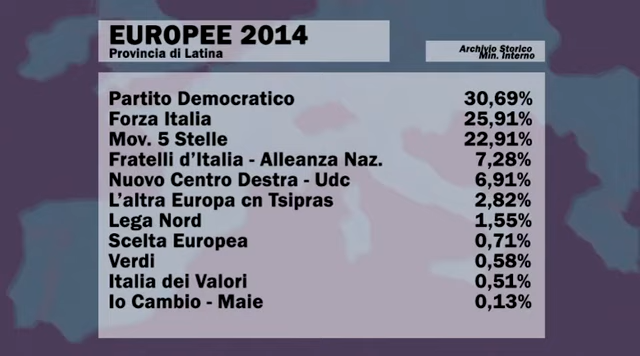 EUROPEE 2014
Provincia di Latina
Archivio Storico
Min. Interno
Partito Democratico 30,69%
Forza Italia 25,91%
Mov. 5 Stelle 22,91%
Fratelli d'Italia - Alleanza Naz. 7,28%
Nuovo Centro Destra - Udc 6,91%
L'altra Europa cn Tsipras 2,82%
Lega Nord 1,55%
Scelta Europea 0,71%
Verdi 0,58%
Italia dei Valori 0,51%
Io Cambio - Maie 0,13%